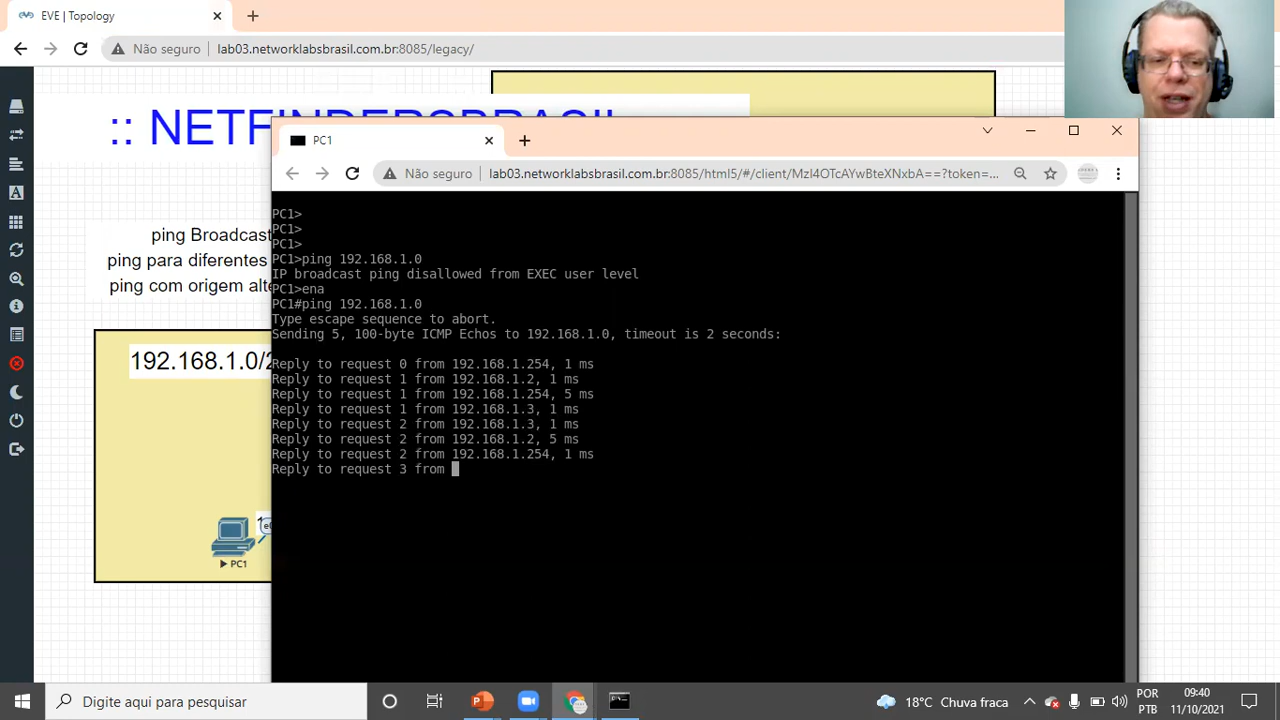 EVE | Topology
Não seguro | lab03.networklabsbrasil.com.br:8085/legacy/
:: NETFINDERSBRASIL
PC1
Não seguro | lab03.networklabsbrasil.com.br:8085/html5/#/client/MzI4OTcAYwBteXNxbA==?token=...
ping Broadcast
ping para diferentes
ping com origem alte
192.168.1.0/2
e0
PC1
PC1>
PC1>
PC1>
PC1>ping 192.168.1.0
IP broadcast ping disallowed from EXEC user level
PC1>ena
PC1#ping 192.168.1.0
Type escape sequence to abort.
Sending 5, 100-byte ICMP Echos to 192.168.1.0, timeout is 2 seconds:
Reply to request 0 from 192.168.1.254, 1 ms
Reply to request 1 from 192.168.1.2, 1 ms
Reply to request 1 from 192.168.1.254, 5 ms
Reply to request 1 from 192.168.1.3, 1 ms
Reply to request 2 from 192.168.1.3, 1 ms
Reply to request 2 from 192.168.1.2, 5 ms
Reply to request 2 from 192.168.1.254, 1 ms
Reply to request 3 from
Digite aqui para pesquisar
18°C Chuva fraca
POR
PTB
09:40
11/10/2021